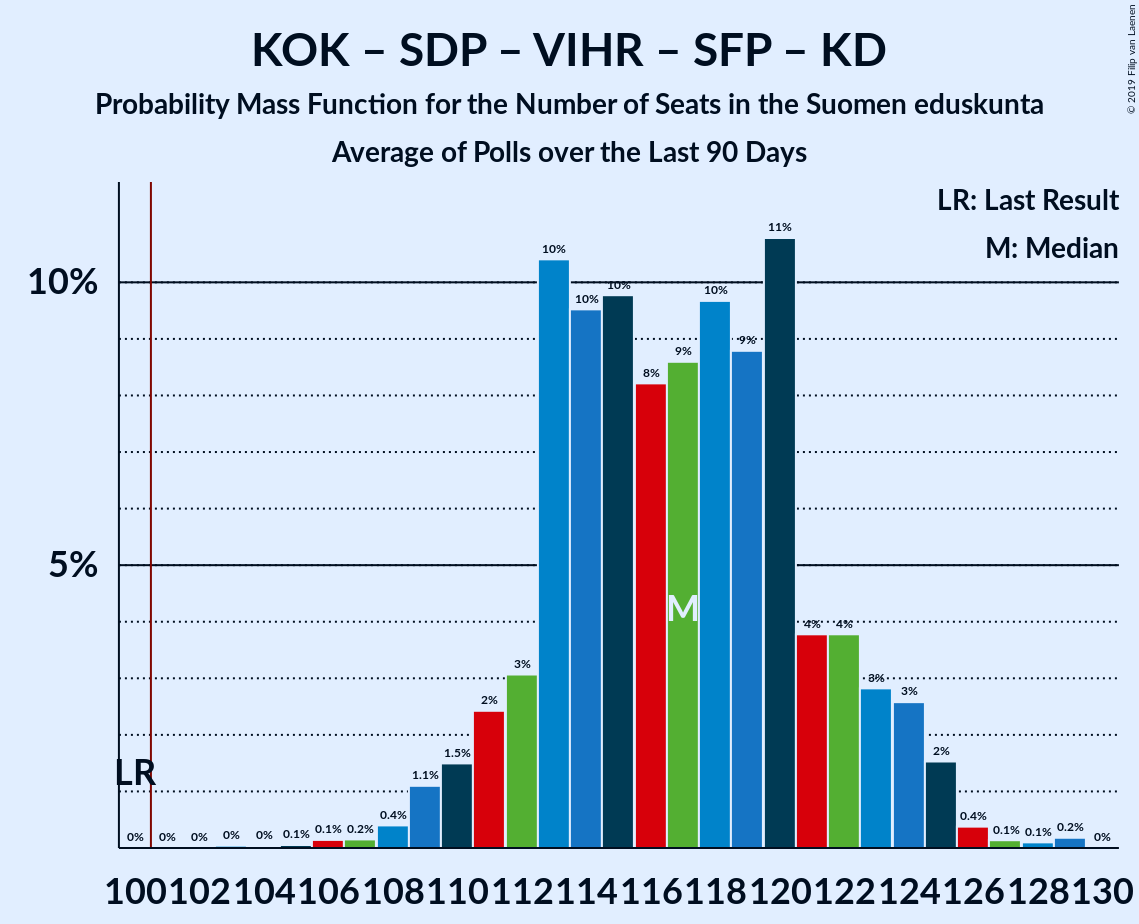 KOK – SDP – VIHR – SFP – KD
Probability Mass Function for the Number of Seats in the Suomen eduskunta
Average of Polls over the Last 90 Days
© 2019 Filip van Laenen
LR: Last Result
M: Median
10%
5%
LR
M
0% 0% 0% 0% 0% 0.1% 0.1% 0.2% 0.4% 1.1% 1.5% 2% 3% 10% 10% 10% 8% 9% 10% 9% 11% 4% 4% 3% 3% 2% 0.4% 0.1% 0.1% 0.2% 0%
100 102 104 106 108 110 112 114 116 118 120 122 124 126 128 130